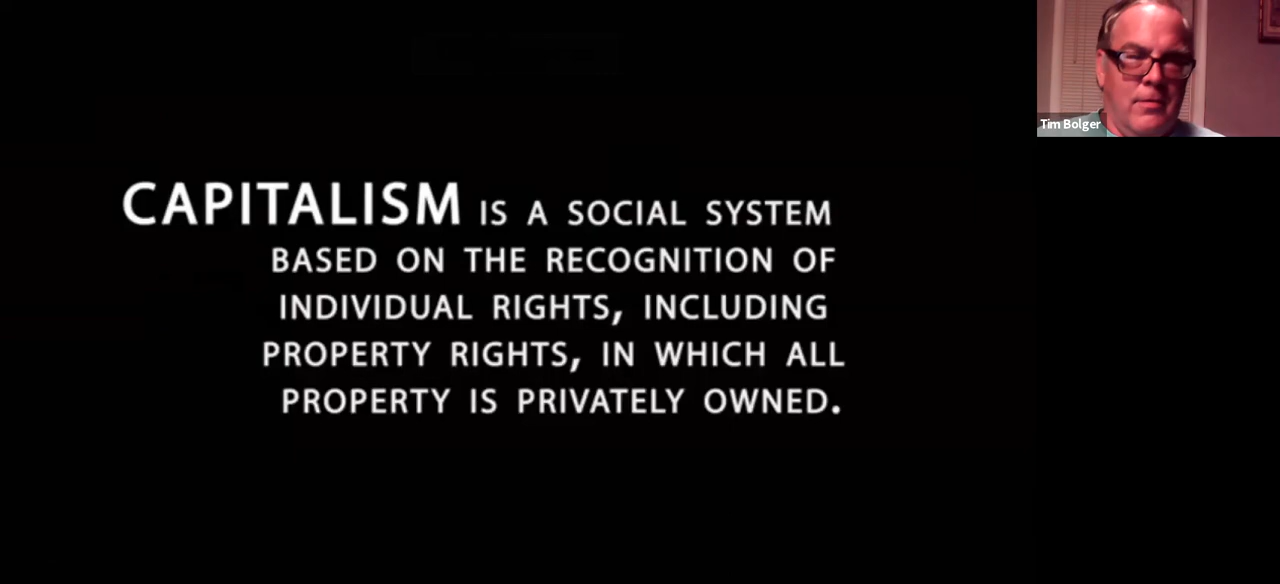 CAPITALISM IS A SOCIAL SYSTEM
BASED ON THE RECOGNITION OF
INDIVIDUAL RIGHTS, INCLUDING
PROPERTY RIGHTS, IN WHICH ALL
PROPERTY IS PRIVATELY OWNED.
Tim Bolger